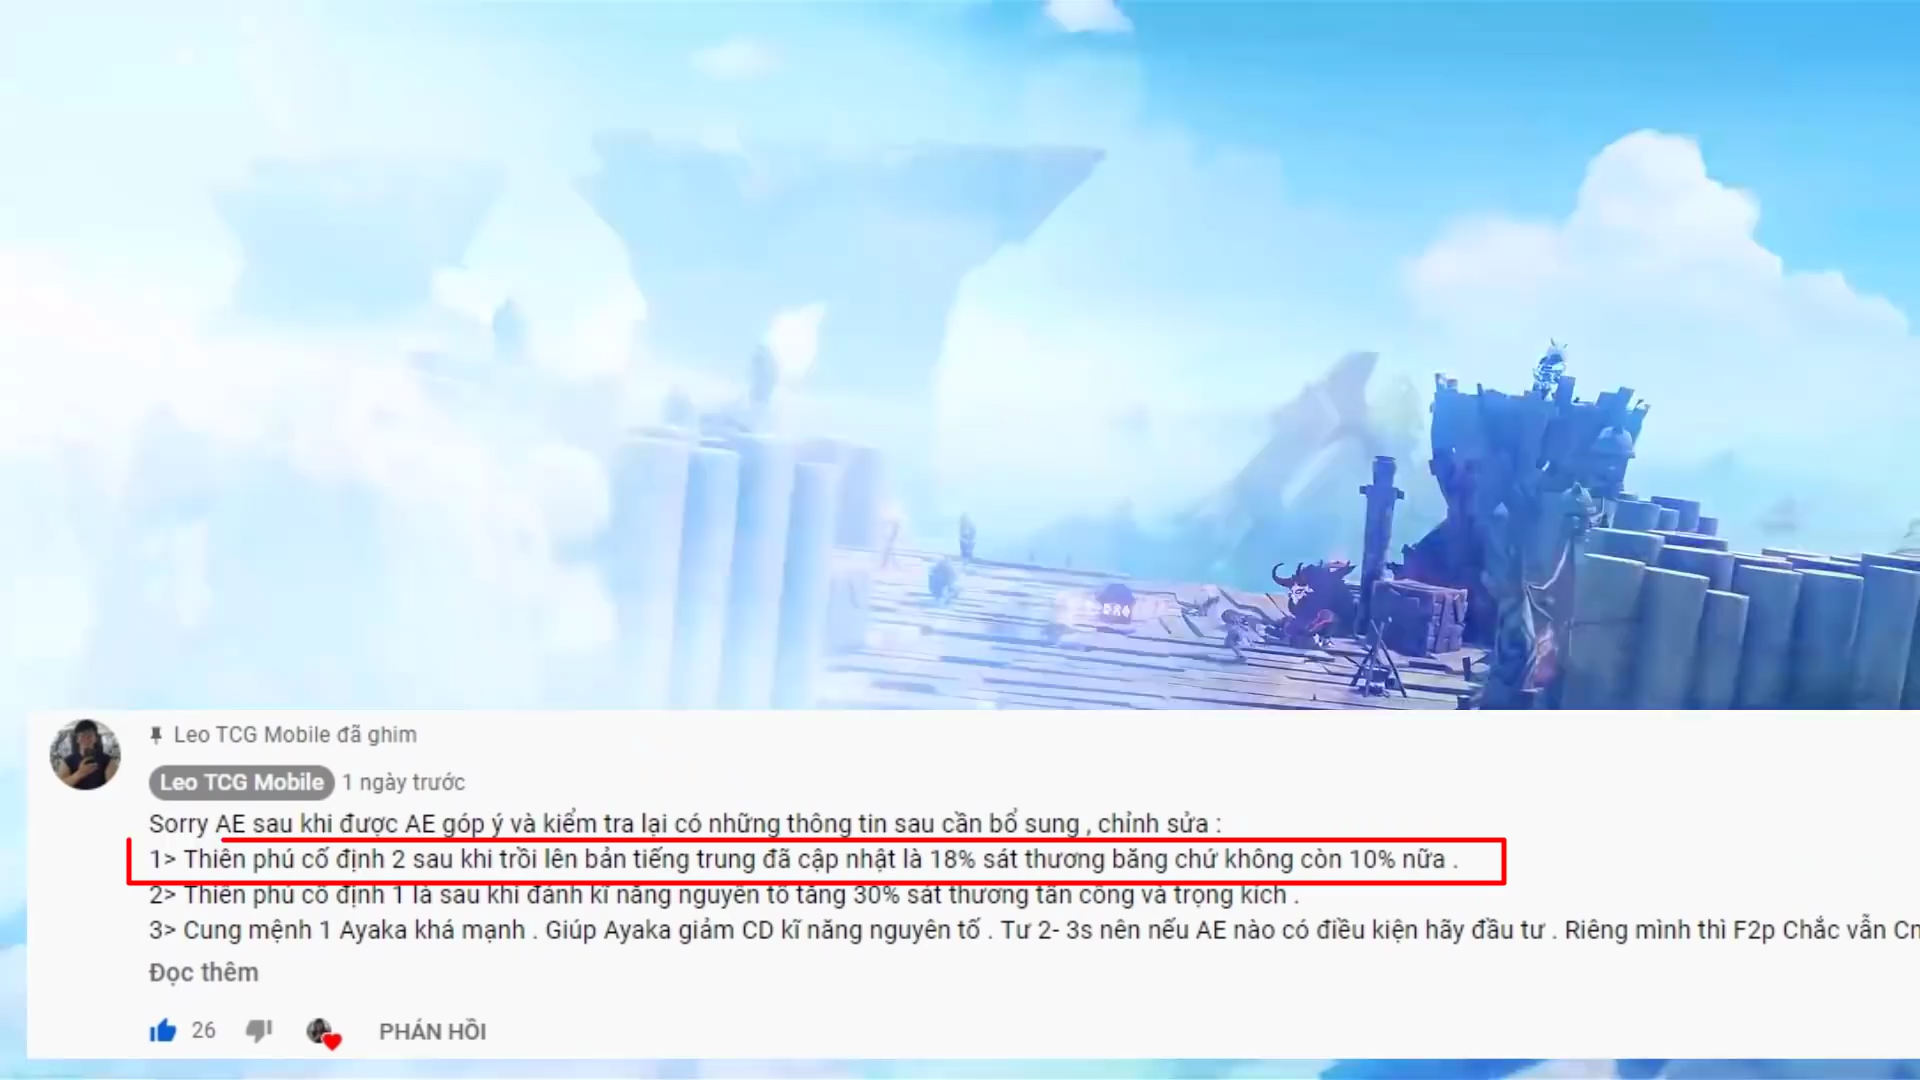 Leo TCG Mobile đã ghim
Leo TCG Mobile 1 ngày trước
Sorry AE sau khi được AE góp ý và kiểm tra lại có những thông tin sau cần bổ sung , chỉnh sửa :
1> Thiên phú cố định 2 sau khi trồi lên bản tiếng trung đã cập nhật là 18% sát thương băng chứ không còn 10% nữa .
2> Thiên phú cố định 1 là sau khi đánh kĩ năng nguyên tố tăng 30% sát thương tấn công và trọng kích .
3> Cung mệnh 1 Ayaka khá mạnh . Giúp Ayaka giảm CD kĩ năng nguyên tố . Tư 2- 3s nên nếu AE nào có điều kiện hãy đầu tư . Riêng mình thì F2p Chắc vẫn Cn
Đọc thêm
26 PHẢN HỒI